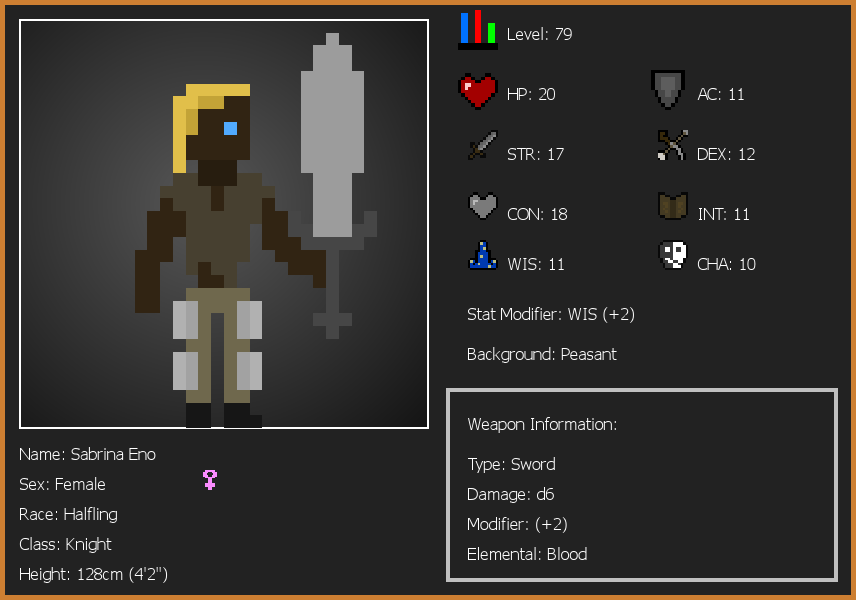 Level: 79
HP: 20
AC: 11
STR: 17
DEX: 12
CON: 18
INT: 11
WIS: 11
CHA: 10
Stat Modifier: WIS (+2)
Background: Peasant
Name: Sabrina Eno
Sex: Female
Race: Halfling
Class: Knight
Height: 128cm (4'2")
Weapon Information:
Type: Sword
Damage: d6
Modifier: (+2)
Elemental: Blood